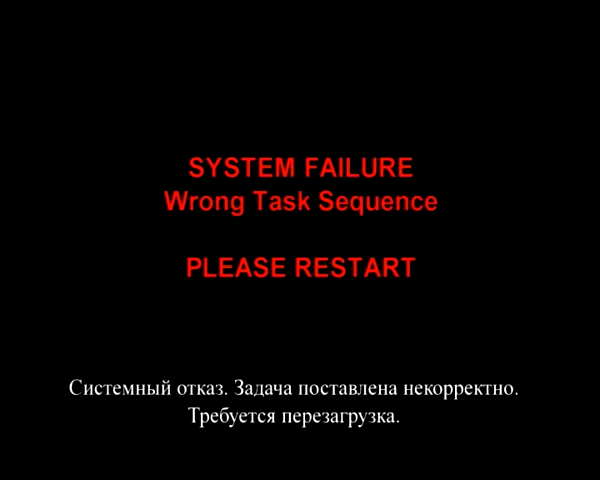 SYSTEM FAILURE
Wrong Task Sequence
PLEASE RESTART
Системный отказ. Задача поставлена некорректно.
Требуется перезагрузка.